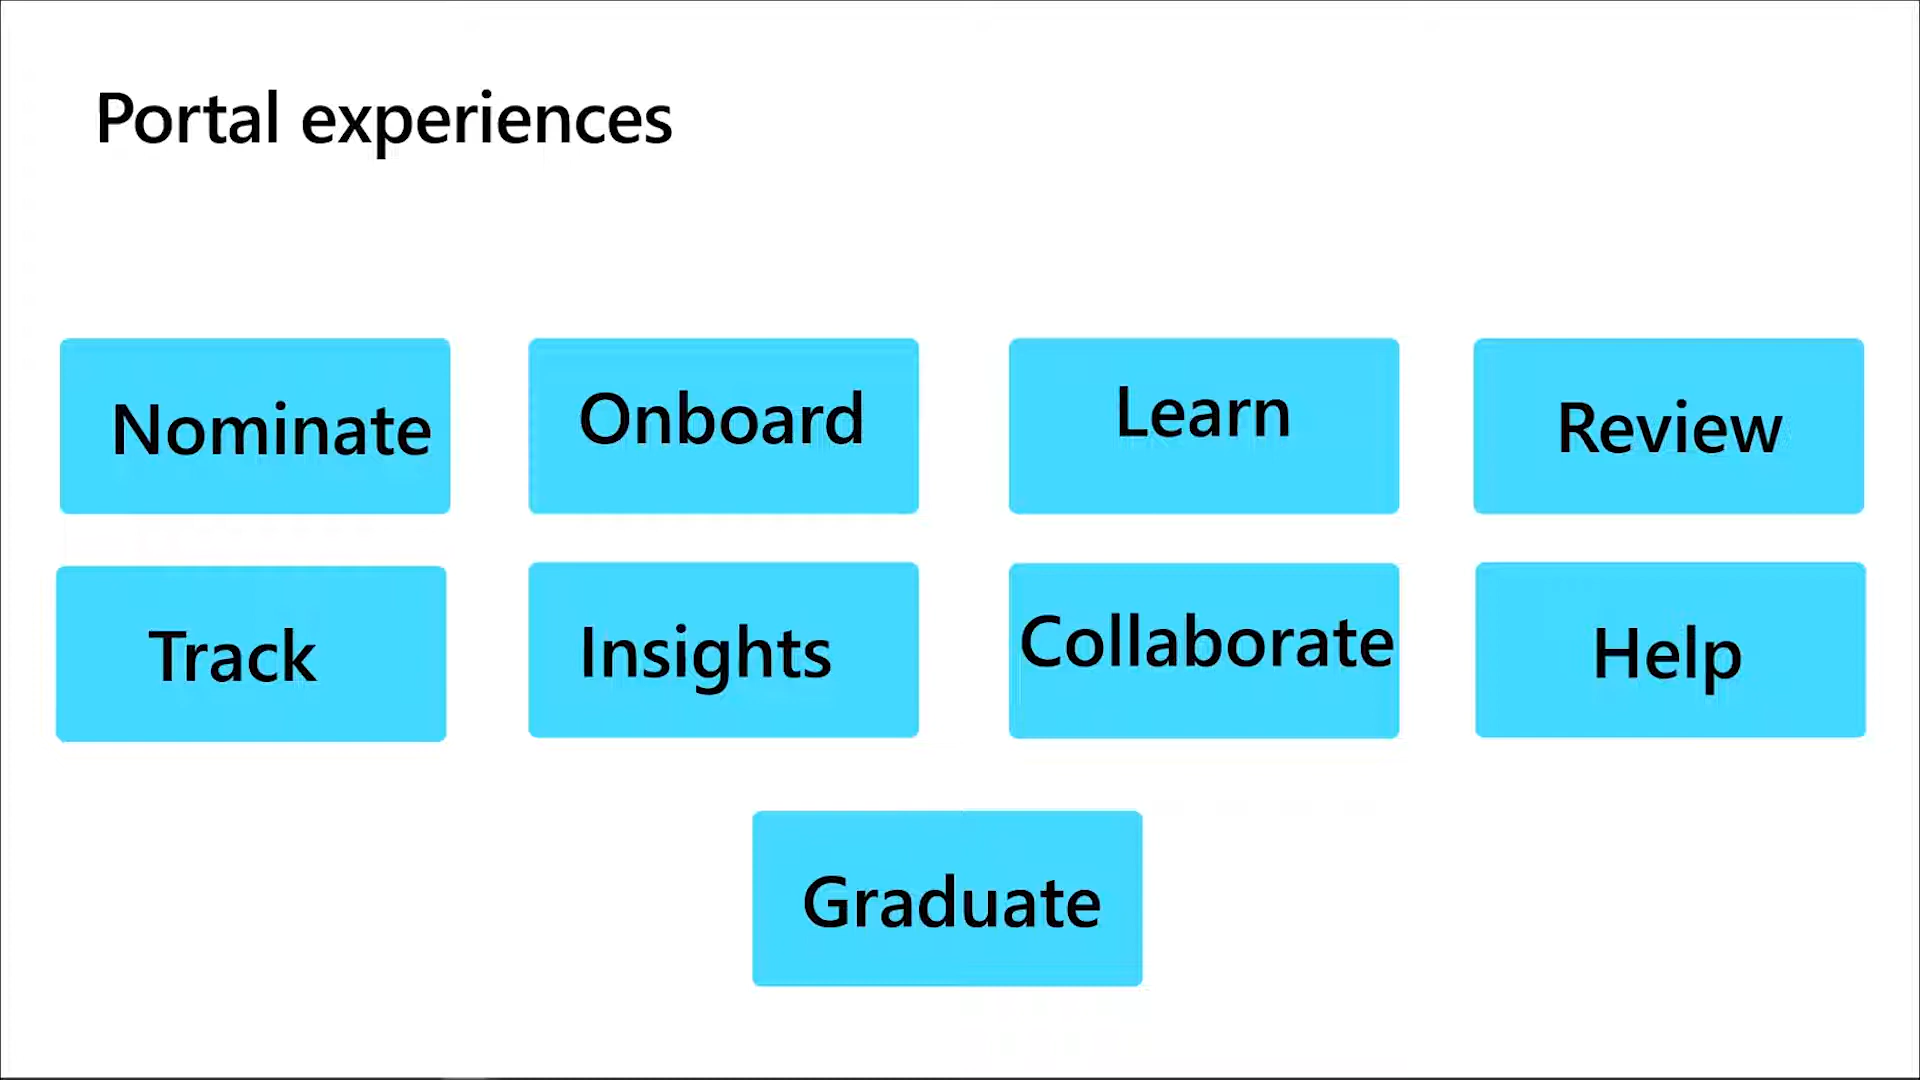 Portal experiences
Nominate
Onboard
Learn
Review
Track
Insights
Collaborate
Help
Graduate